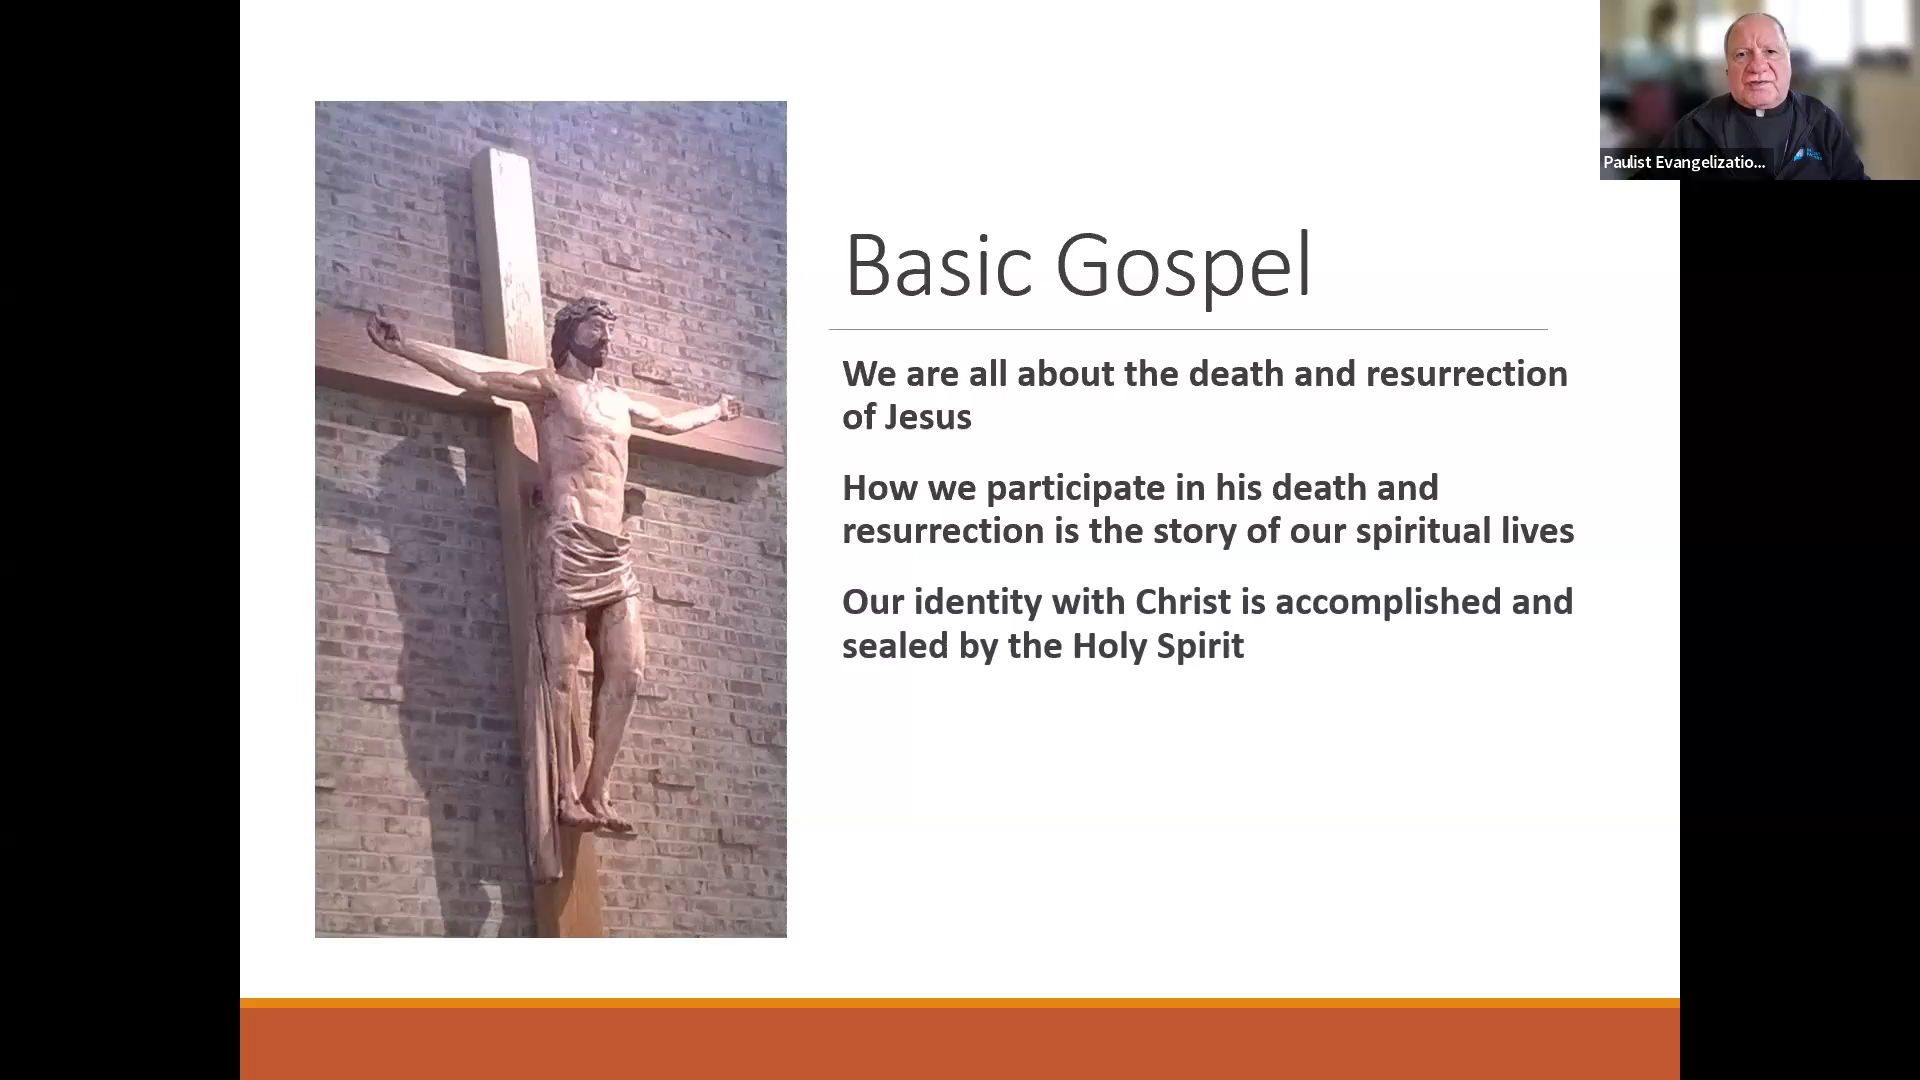 Basic Gospel
We are all about the death and resurrection
of Jesus
How we participate in his death and
resurrection is the story of our spiritual lives
Our identity with Christ is accomplished and
sealed by the Holy Spirit
Paulist Evangelizatio...